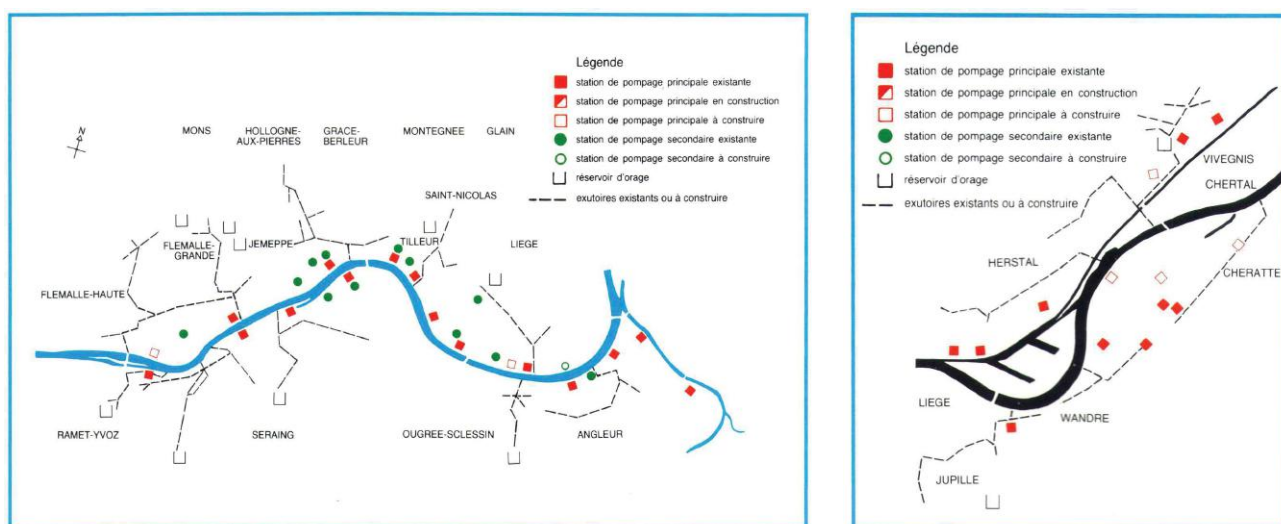 Légende
station de pompage principale existante
station de pompage principale en construction
station de pompage principale à construire
station de pompage secondaire existante
station de pompage secondaire à construire
réservoir d'orage
exutoires existants ou à construire
N
MONS
HOLLOGNE-
AUX-PIERRES
GRACE-
BERLEUR
MONTEGNEE
GLAIN
SAINT-NICOLAS
FLEMALLE-
GRANDE
JEMEPPE
TILLEUR
LIEGE
FLEMALLE-HAUTE
RAMET-YVOZ
SERAING
OUGREE-SCLESSIN
ANGLEUR
Légende
station de pompage principale existante
station de pompage principale en construction
station de pompage principale à construire
station de pompage secondaire existante
station de pompage secondaire à construire
réservoir d'orage
exutoires existants ou à construire
VIVEGNIS
CHERTAL
HERSTAL
CHERATTE
LIEGE
WANDRE
JUPILLE